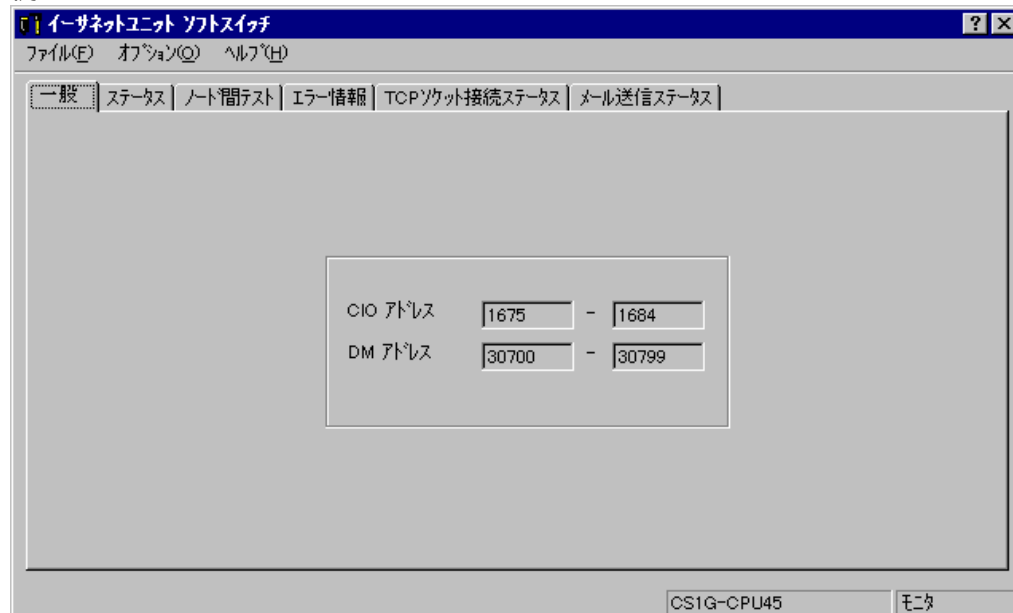 イーサネットユニット ソフトスイッチ
ファイル(F) オプション(O) ヘルプ(H)
一般 ステータス ノード間テスト エラー情報 TCPソケット接続ステータス メール送信ステータス
CIO アドレス 1675 - 1684
DM アドレス 30700 - 30799
CS1G-CPU45 モニタ